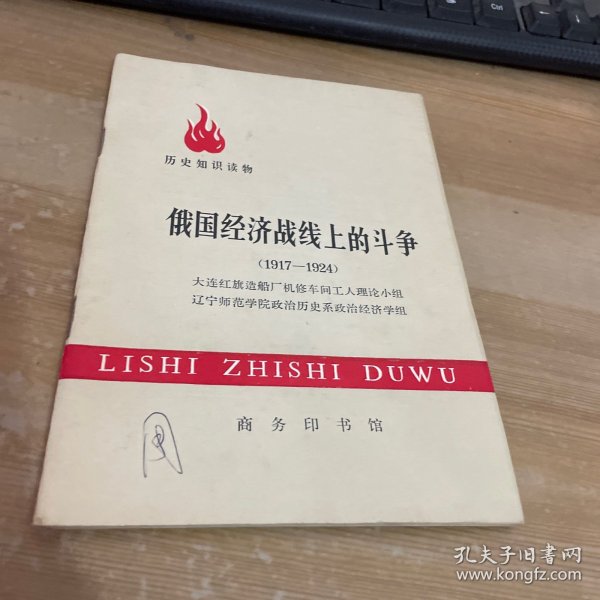 Ctrl
历史知识读物
俄国经济战线上的斗争
(1917—1924)
大连红旗造船厂机修车间工人理论小组
辽宁师范学院政治历史系政治经济学组
LISHI ZHISHI DUWU
商务印书馆
孔夫子旧书网
www.kongfz.com